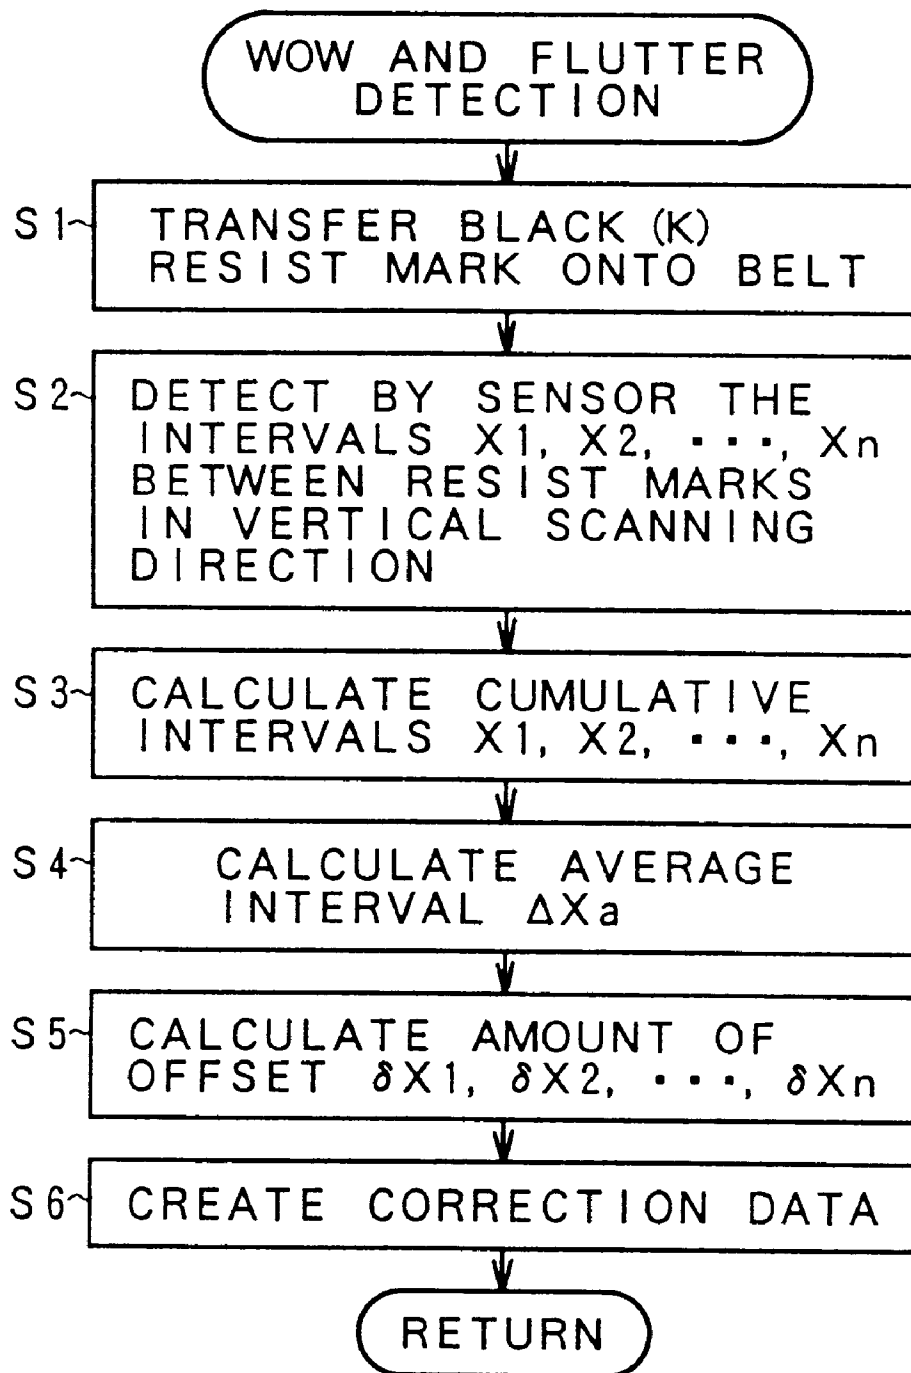 WOW AND FLUTTER
DETECTION
S1
TRANSFER BLACK (K)
RESIST MARK ONTO BELT
S2
DETECT BY SENSOR THE
INTERVALS X1, X2, ・・・, Xn
BETWEEN RESIST MARKS
IN VERTICAL SCANNING
DIRECTION
S3
CALCULATE CUMULATIVE
INTERVALS X1, X2, ・・・, Xn
S4
CALCULATE AVERAGE
INTERVAL ΔXa
S5
CALCULATE AMOUNT OF
OFFSET δX1, δX2, ・・・, δXn
S6
CREATE CORRECTION DATA
RETURN